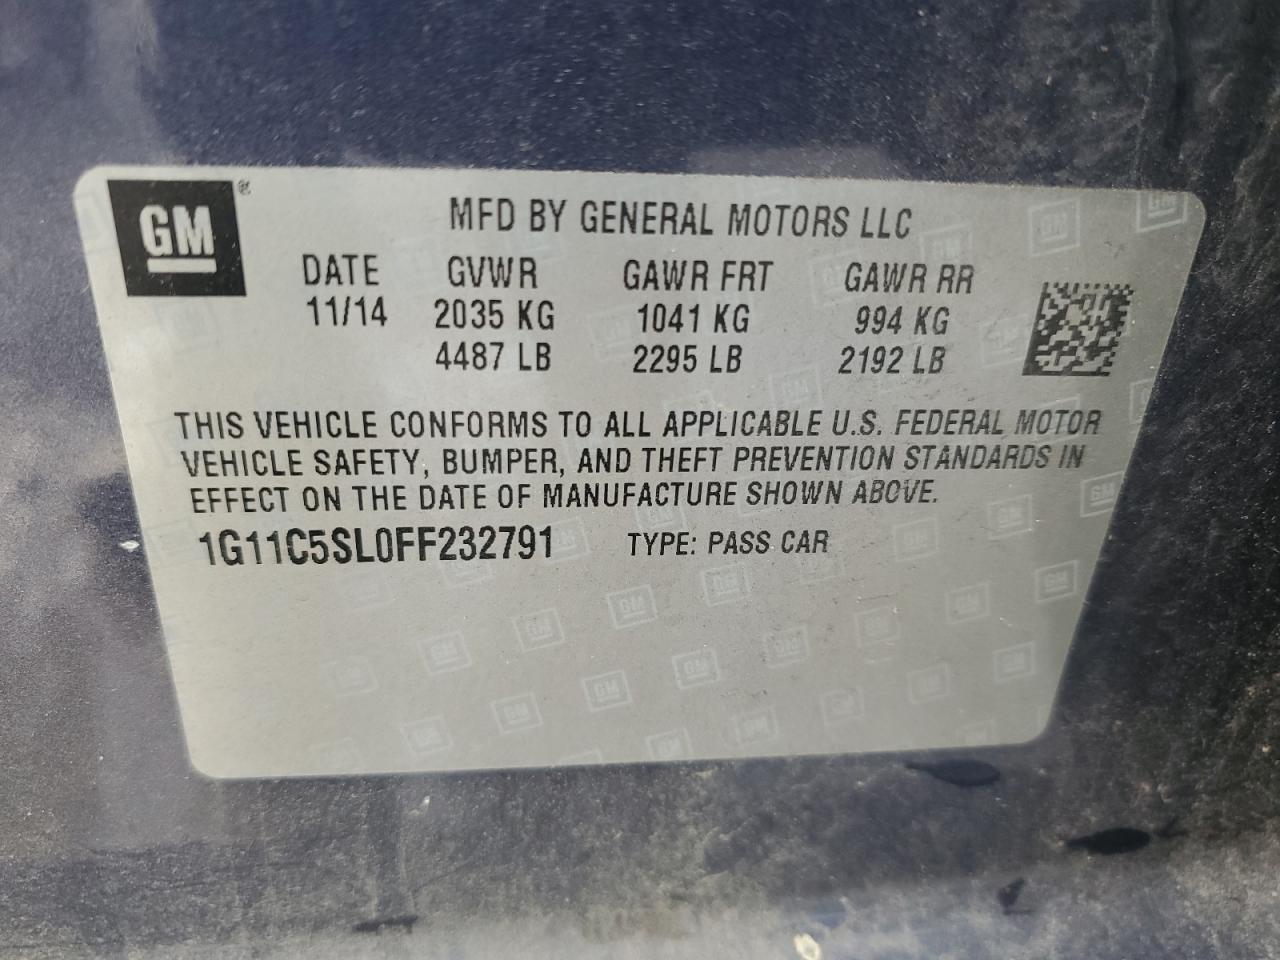 GM®
MFD BY GENERAL MOTORS LLC
DATE GVWR GAWR FRT GAWR RR
11/14 2035 KG 1041 KG 994 KG
4487 LB 2295 LB 2192 LB
THIS VEHICLE CONFORMS TO ALL APPLICABLE U.S. FEDERAL MOTOR
VEHICLE SAFETY, BUMPER, AND THEFT PREVENTION STANDARDS IN
EFFECT ON THE DATE OF MANUFACTURE SHOWN ABOVE.
1G11C5SL0FF232791 TYPE: PASS CAR